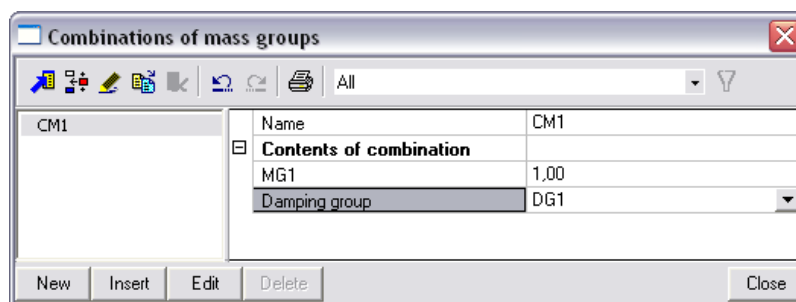 Combinations of mass groups
All
CM1
Name CM1
Contents of combination
MG1 1,00
Damping group DG1
New Insert Edit Delete Close